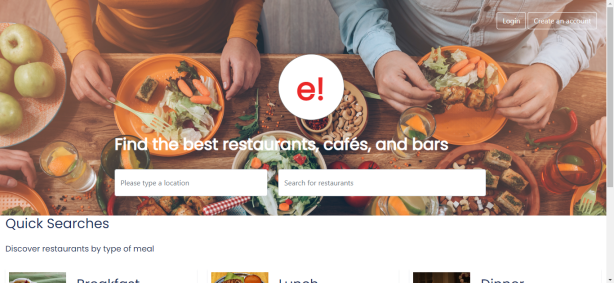 Login Create an account
e!
Find the best restaurants, cafés, and bars
Please type a location Search for restaurants
Quick Searches
Discover restaurants by type of meal
Breakfast Lunch Dinner